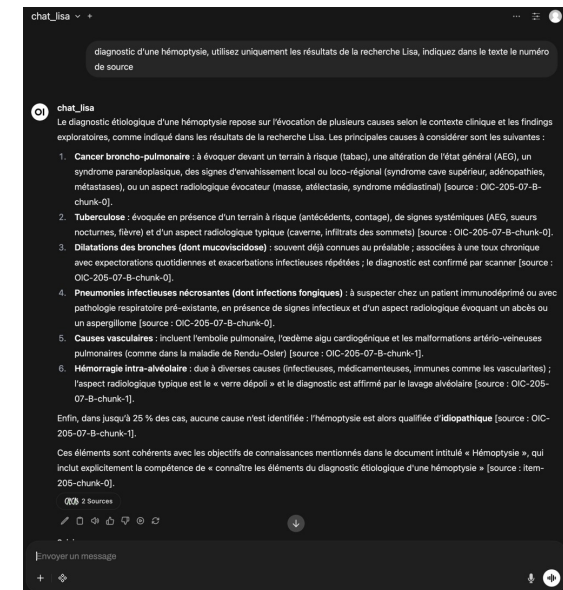 chat_lisa
diagnostic d'une hémoptysie, utilisez uniquement les résultats de la recherche Lisa, indiquez dans le texte le numéro
de source
OI
chat_lisa
Le diagnostic étiologique d'une hémoptysie repose sur l'évocation de plusieurs causes selon le contexte clinique et les findings
exploratoires, comme indiqué dans les résultats de la recherche Lisa. Les principales causes à considérer sont les suivantes :
1. Cancer broncho-pulmonaire : à évoquer devant un terrain à risque (tabac), une altération de l'état général (AEG), un
syndrome paranéoplasique, des signes d'envahissement local ou loco-régional (syndrome cave supérieur, adénopathies,
métastases), ou un aspect radiologique évocateur (masse, atélectasie, syndrome médiastinal) [source : OIC-205-07-B-
chunk-0].
2. Tuberculose : évoquée en présence d'un terrain à risque (antécédents, contage), de signes systémiques (AEG, sueurs
nocturnes, fièvre) et d'un aspect radiologique typique (caverne, infiltrats des sommets) [source : OIC-205-07-B-chunk-0].
3. Dilatations des bronches (dont mucoviscidose) : souvent déjà connues au préalable ; associées à une toux chronique
avec expectorations quotidiennes et exacerbations infectieuses répétées ; le diagnostic est confirmé par scanner [source :
OIC-205-07-B-chunk-0].
4. Pneumonies infectieuses nécrosantes (dont infections fongiques) : à suspecter chez un patient immunodéprimé ou avec
pathologie respiratoire pré-existante, en présence de signes infectieux et d'un aspect radiologique évoquant un abcès ou
un aspergillome [source : OIC-205-07-B-chunk-0].
5. Causes vasculaires : incluent l'embolie pulmonaire, l'œdème aigu cardiogénique et les malformations artério-veineuses
pulmonaires (comme dans la maladie de Rendu-Osler) [source : OIC-205-07-B-chunk-1].
6. Hémorragie intra-alvéolaire : due à diverses causes (infectieuses, médicamenteuses, immunes comme les vascularites) ;
l'aspect radiologique typique est le « verre dépoli » et le diagnostic est affirmé par le lavage alvéolaire [source : OIC-205-
07-B-chunk-1].
Enfin, dans jusqu'à 25 % des cas, aucune cause n'est identifiée : l'hémoptysie est alors qualifiée d'idiopathique [source : OIC-
205-07-B-chunk-1].
Ces éléments sont cohérents avec les objectifs de connaissances mentionnés dans le document intitulé « Hémoptysie », qui
inclut explicitement la compétence de « connaître les éléments du diagnostic étiologique d'une hémoptysie » [source : item-
205-chunk-0].
2 Sources
Envoyer un message